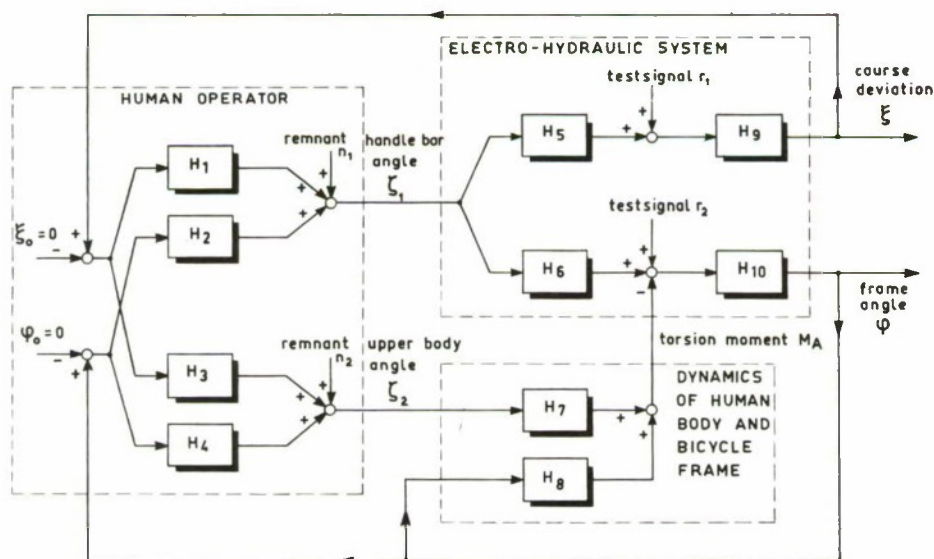 ELECTRO-HYDRAULIC SYSTEM
testsignal r₁
course deviation ξ
HUMAN OPERATOR
H₁
H₅
H₉
+
+
remnant n₁
handle bar angle ζ₁
+
+
+
H₂
testsignal r₂
ξₒ=0
+
-
H₆
H₁₀
+
+
-
frame angle φ
φₒ=0
-
+
torsion moment M_A
remnant n₂
upper body angle ζ₂
H₃
+
+
+
H₄
H₇
+
+
H₈
DYNAMICS
OF HUMAN
BODY AND
BICYCLE
FRAME